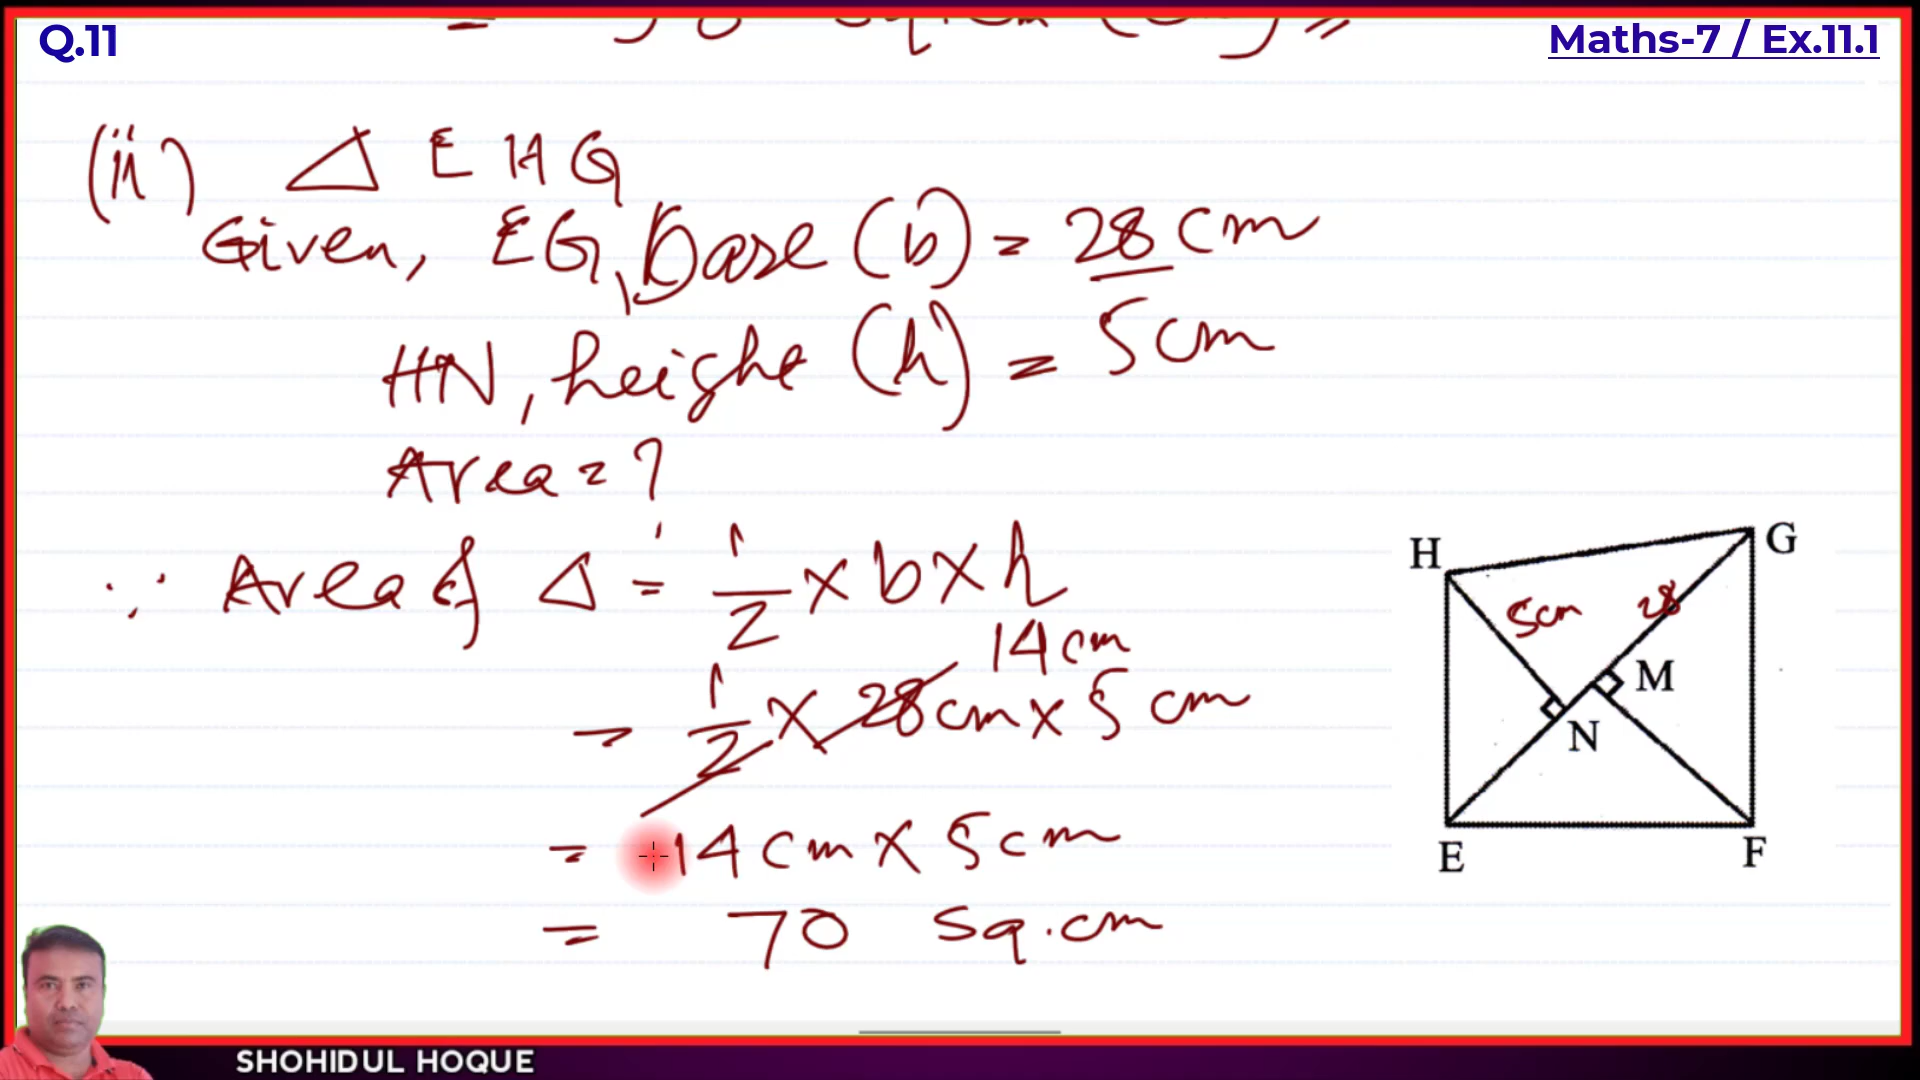 Q.11
Maths-7 / Ex.11.1
(ii) △ EHG
Given, EG, base (b) = 28 cm
HN, height (h) = 5 cm
Area = ?
∵ Area of △ = 1/2 × b × h
14 cm
= 1/2 × 28 cm × 5 cm
= 14 cm × 5 cm
= 70 Sq.cm
H
G
5cm
28
M
N
E
F
SHOHIDUL HOQUE